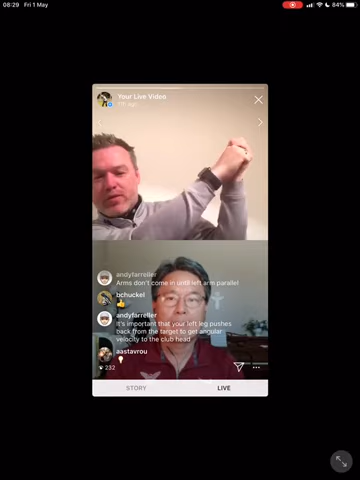 08:29 Fri 1 May
84%
Your Live Video
11h ago
andyfarreller
Arms don't come in until left arm parallel
bchuckel
andyfarreller
It's important that your left leg pushes
back from the target to get angular
velocity to the club head
aastavrou
232
STORY LIVE